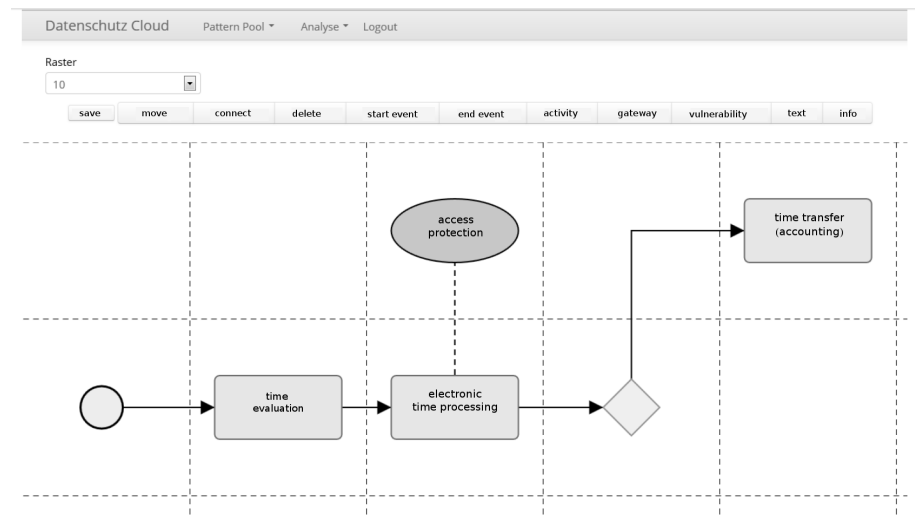 Datenschutz Cloud Pattern Pool Analyse Logout
Raster
10
save move connect delete start event end event activity gateway vulnerability text info
access
protection
time transfer
(accounting)
time
evaluation
electronic
time processing